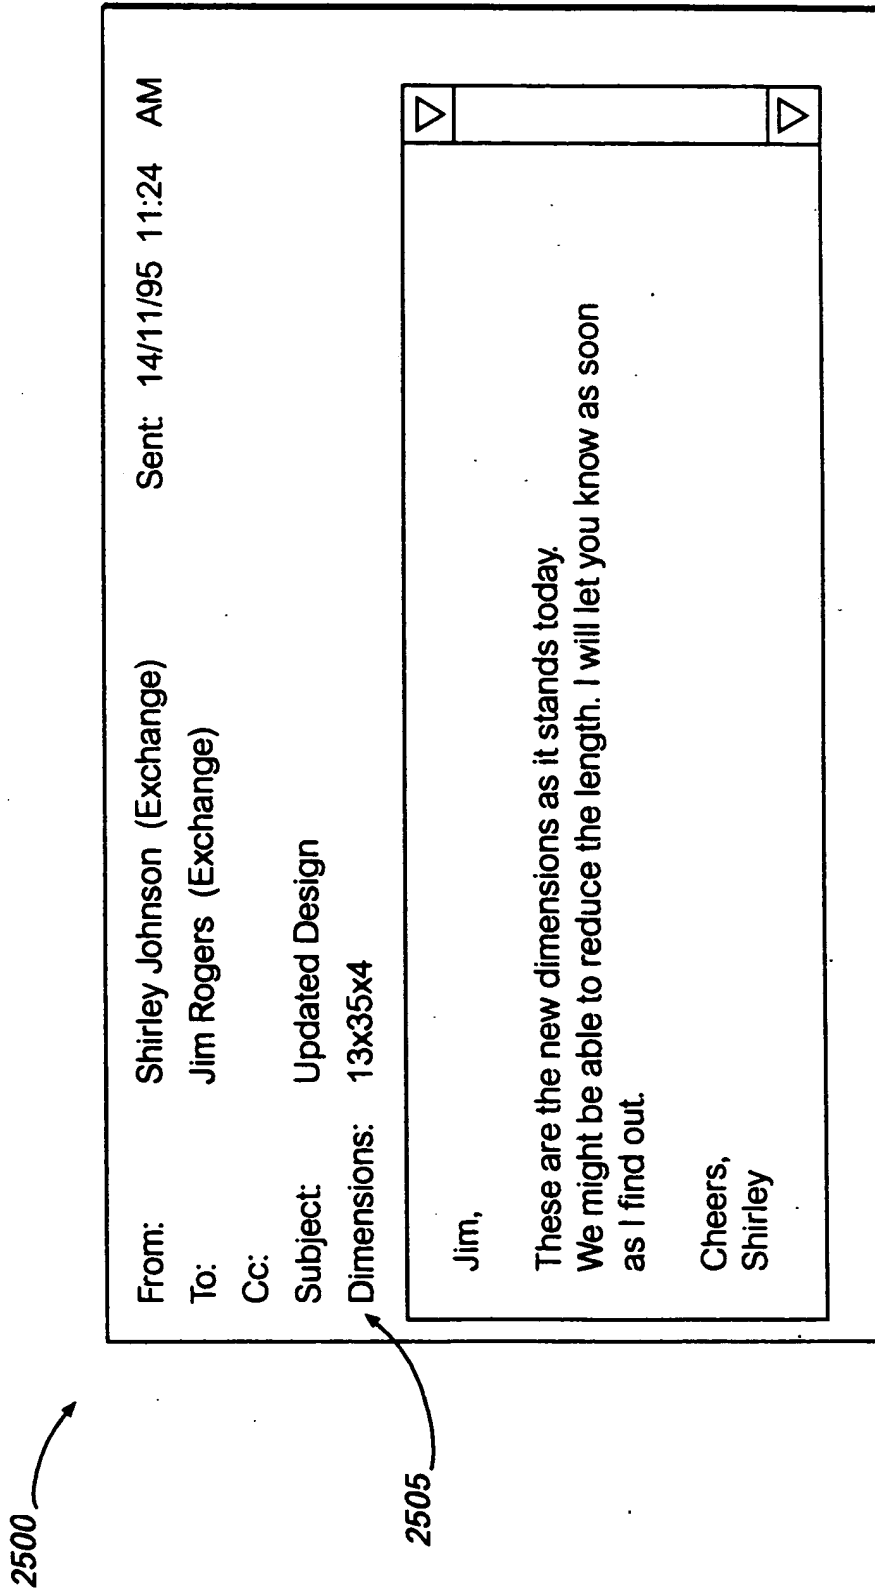 2500
From: Shirley Johnson (Exchange) Sent: 14/11/95 11:24 AM
To: Jim Rogers (Exchange)
Cc:
Subject: Updated Design
Dimensions: 13x35x4
2505
Jim,
These are the new dimensions as it stands today.
We might be able to reduce the length. I will let you know as soon
as I find out.
Cheers,
Shirley